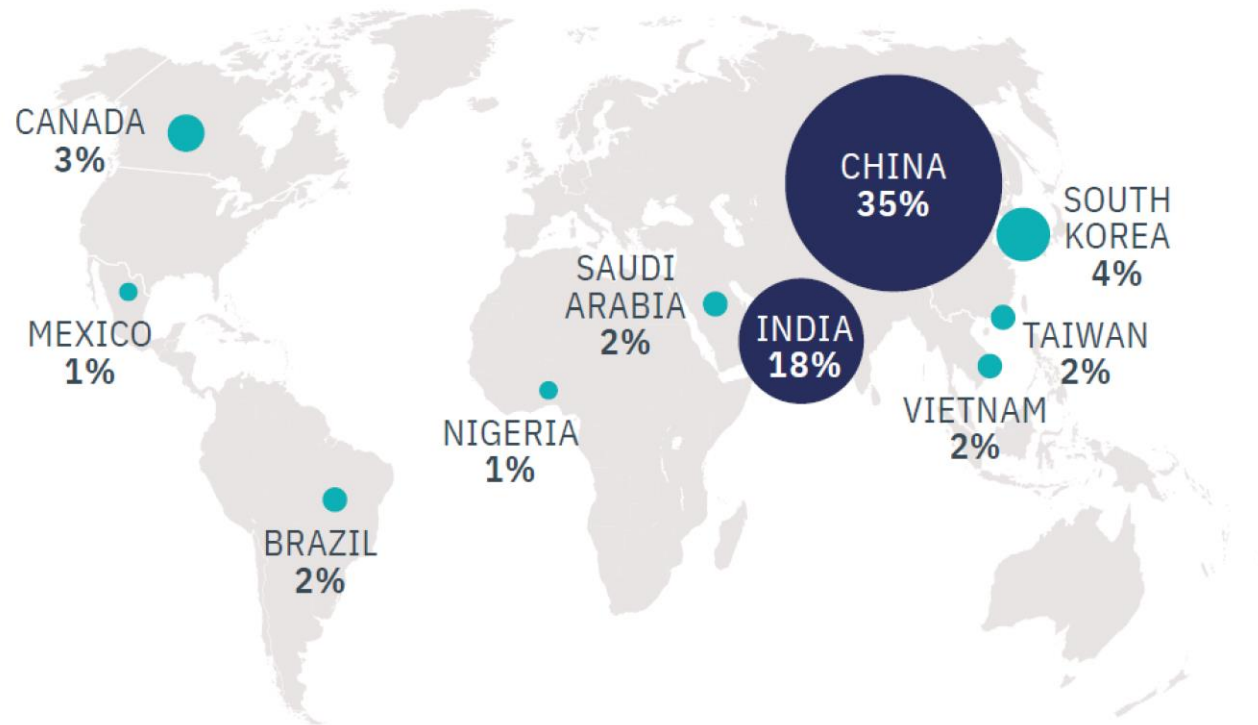 CANADA
3%
CHINA
35%
SOUTH
KOREA
4%
SAUDI
ARABIA
2%
INDIA
18%
MEXICO
1%
TAIWAN
2%
VIETNAM
2%
NIGERIA
1%
BRAZIL
2%